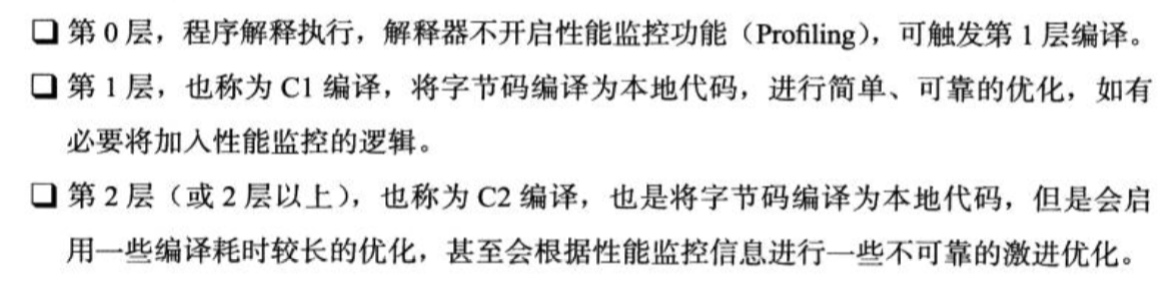 ❑ 第 0 层，程序解释执行，解释器不开启性能监控功能（Profiling），可触发第 1 层编译。
❑ 第 1 层，也称为 C1 编译，将字节码编译为本地代码，进行简单、可靠的优化，如有
必要将加入性能监控的逻辑。
❑ 第 2 层（或 2 层以上），也称为 C2 编译，也是将字节码编译为本地代码，但是会启
用一些编译耗时较长的优化，甚至会根据性能监控信息进行一些不可靠的激进优化。